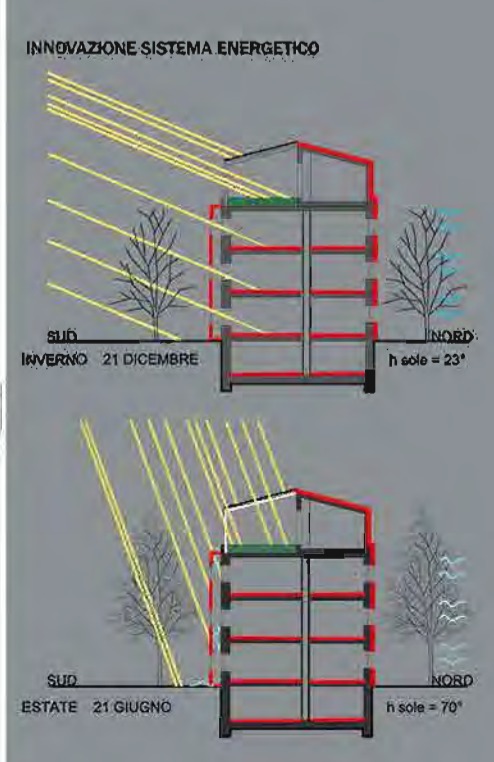 INNOVAZIONE SISTEMA ENERGETICO
SUD
NORD
INVERNO 21 DICEMBRE
h sole = 23°
SUD
NORD
ESTATE 21 GIUGNO
h sole = 70°